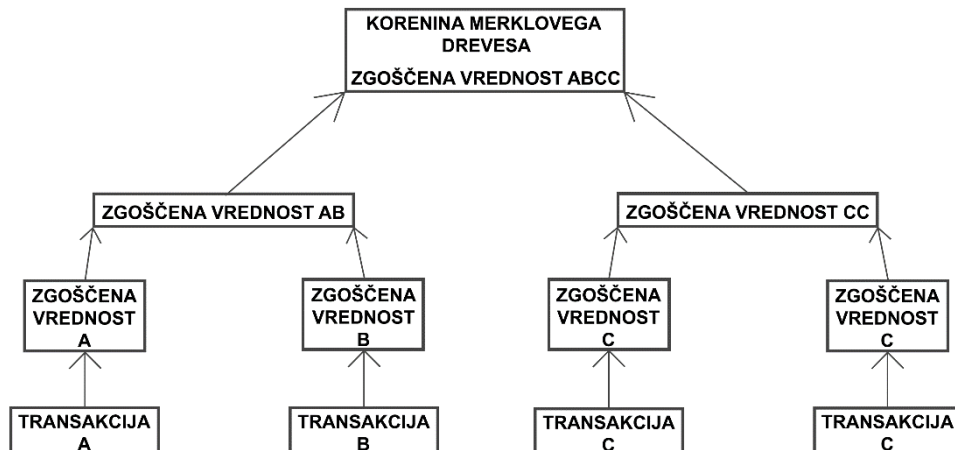 KORENINA MERKLOVEGA
DREVESA
ZGOŠČENA VREDNOST ABCC
ZGOŠČENA VREDNOST AB
ZGOŠČENA VREDNOST CC
ZGOŠČENA
VREDNOST
A
ZGOŠČENA
VREDNOST
B
ZGOŠČENA
VREDNOST
C
ZGOŠČENA
VREDNOST
C
TRANSAKCIJA
A
TRANSAKCIJA
B
TRANSAKCIJA
C
TRANSAKCIJA
C